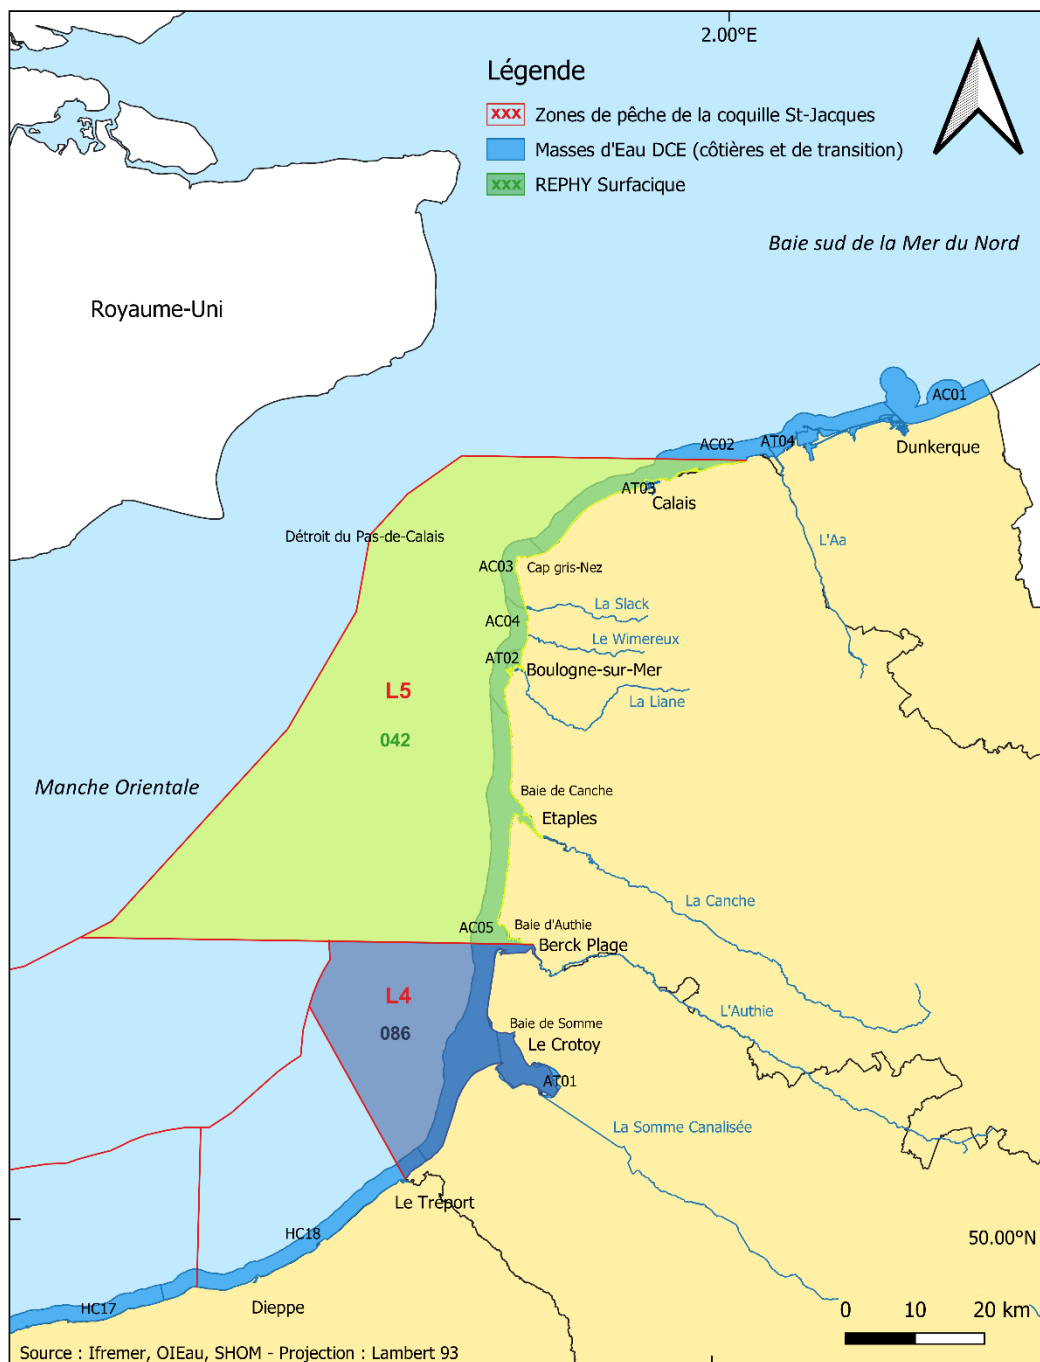 2.00°E
Légende
xxx Zones de pêche de la coquille St-Jacques
Masses d'Eau DCE (côtières et de transition)
xxx REPHY Surfacique
Baie sud de la Mer du Nord
Royaume-Uni
AC01
AC02
AT04
Dunkerque
AT05
Calais
Détroit du Pas-de-Calais
L'Aa
AC03
Cap gris-Nez
La Slack
AC04
Le Wimereux
AT02
Boulogne-sur-Mer
L5
La Liane
042
Manche Orientale
Baie de Canche
Etaples
La Canche
AC05
Baie d'Authie
Berck Plage
L4
L'Authie
086
Baie de Somme
Le Crotoy
AT01
La Somme Canalisée
Le Tréport
HC18
50.00°N
HC17
Dieppe
0 10 20 km
Source : Ifremer, OIEau, SHOM - Projection : Lambert 93